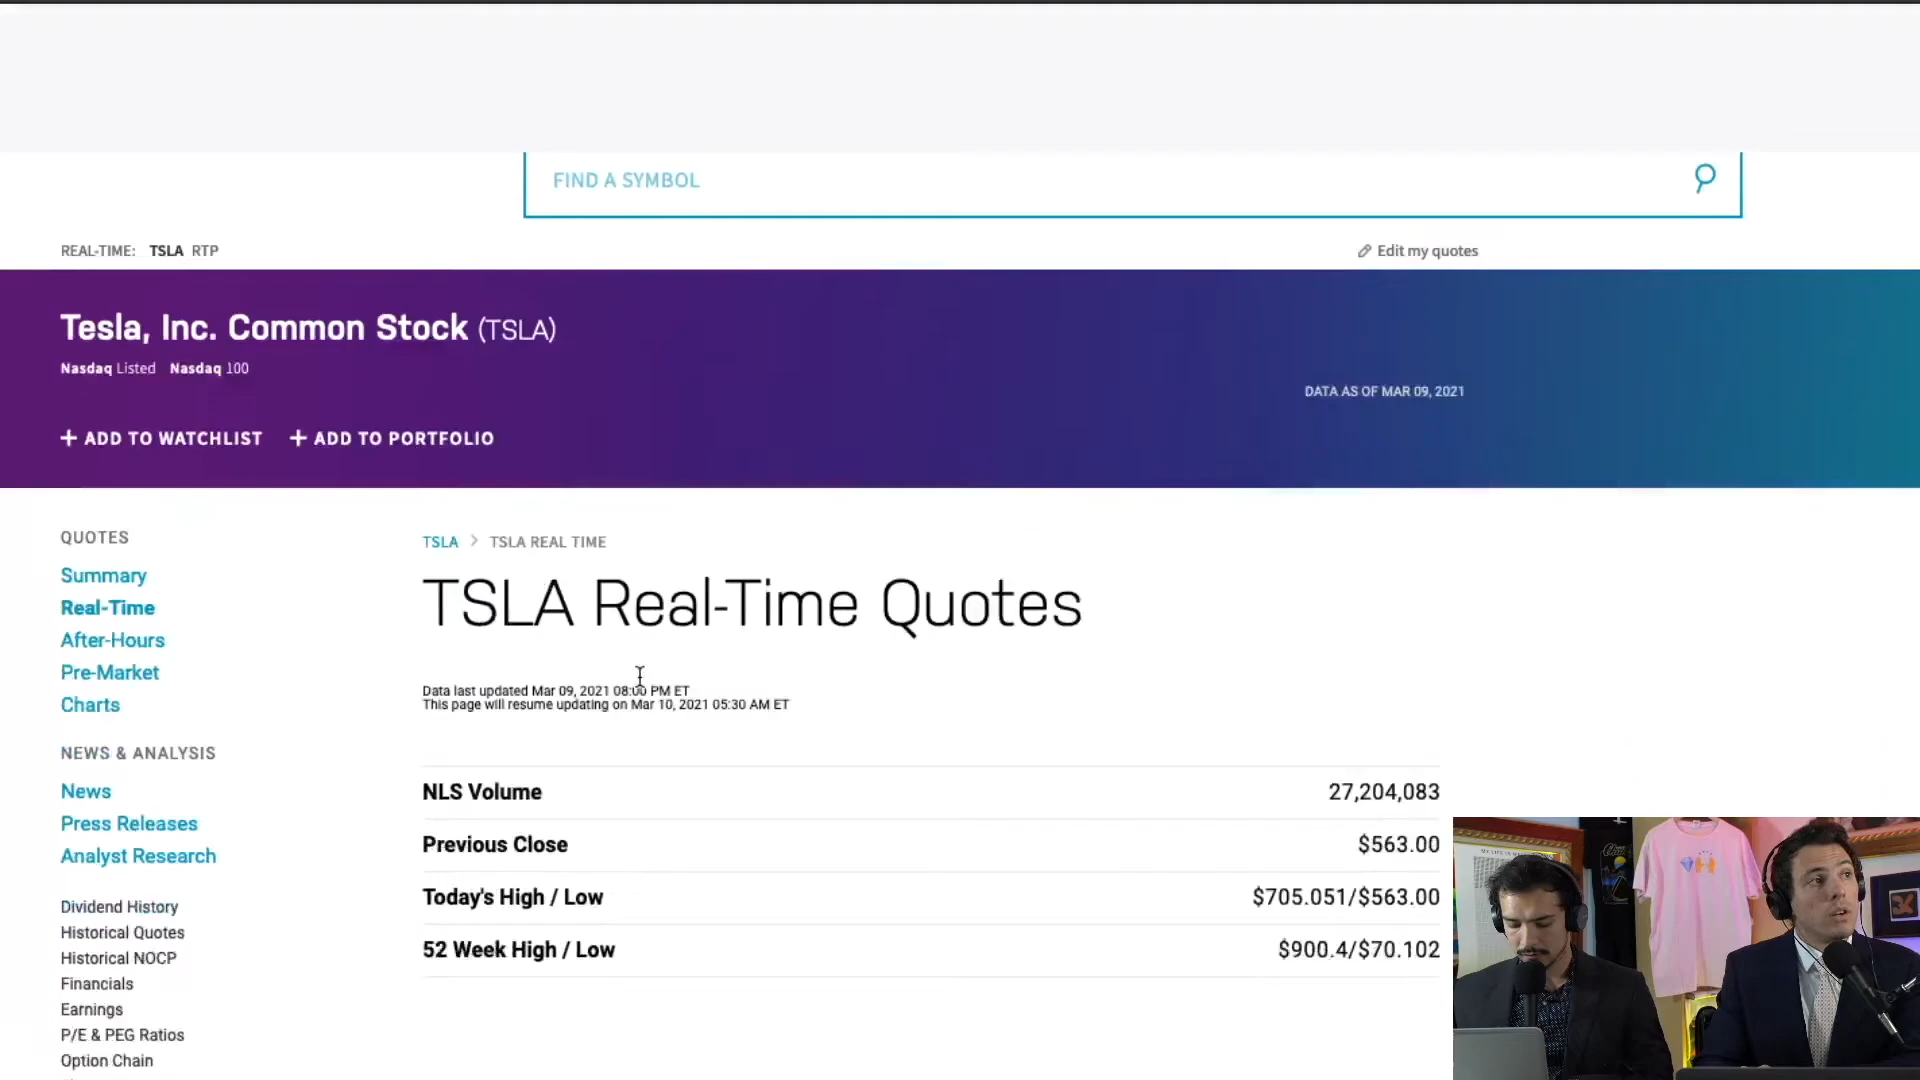 FIND A SYMBOL
REAL-TIME: TSLA RTP
Edit my quotes
Tesla, Inc. Common Stock (TSLA)
Nasdaq Listed Nasdaq 100
DATA AS OF MAR 09, 2021
+ ADD TO WATCHLIST + ADD TO PORTFOLIO
QUOTES
Summary
Real-Time
After-Hours
Pre-Market
Charts
NEWS & ANALYSIS
News
Press Releases
Analyst Research
Dividend History
Historical Quotes
Historical NOCP
Financials
Earnings
P/E & PEG Ratios
Option Chain
TSLA > TSLA REAL TIME
TSLA Real-Time Quotes
Data last updated Mar 09, 2021 08:00 PM ET
This page will resume updating on Mar 10, 2021 05:30 AM ET
NLS Volume 27,204,083
Previous Close $563.00
Today's High / Low $705.051/$563.00
52 Week High / Low $900.4/$70.102